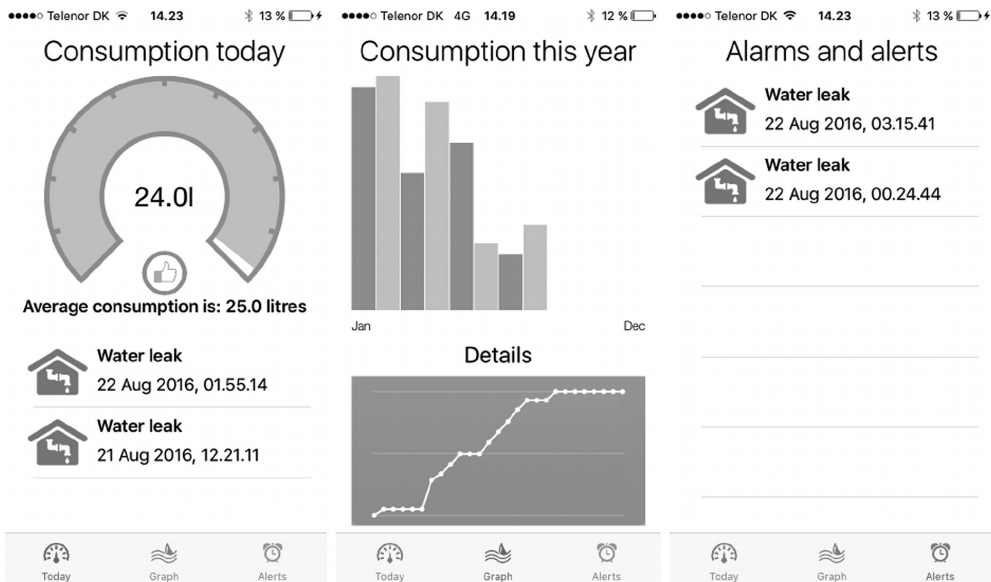 Telenor DK 14.23 13 %
Consumption today
24.0l
Average consumption is: 25.0 litres
Water leak
22 Aug 2016, 01.55.14
Water leak
21 Aug 2016, 12.21.11
Today Graph Alerts
Telenor DK 4G 14.19 12 %
Consumption this year
Jan Dec
Details
Today Graph Alerts
Telenor DK 14.23 13 %
Alarms and alerts
Water leak
22 Aug 2016, 03.15.41
Water leak
22 Aug 2016, 00.24.44
Today Graph Alerts